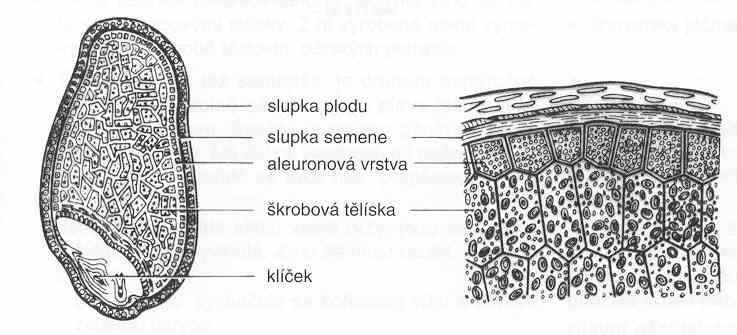 slupka plodu
slupka semene
aleuronová vrstva
škrobová tělíska
klíček